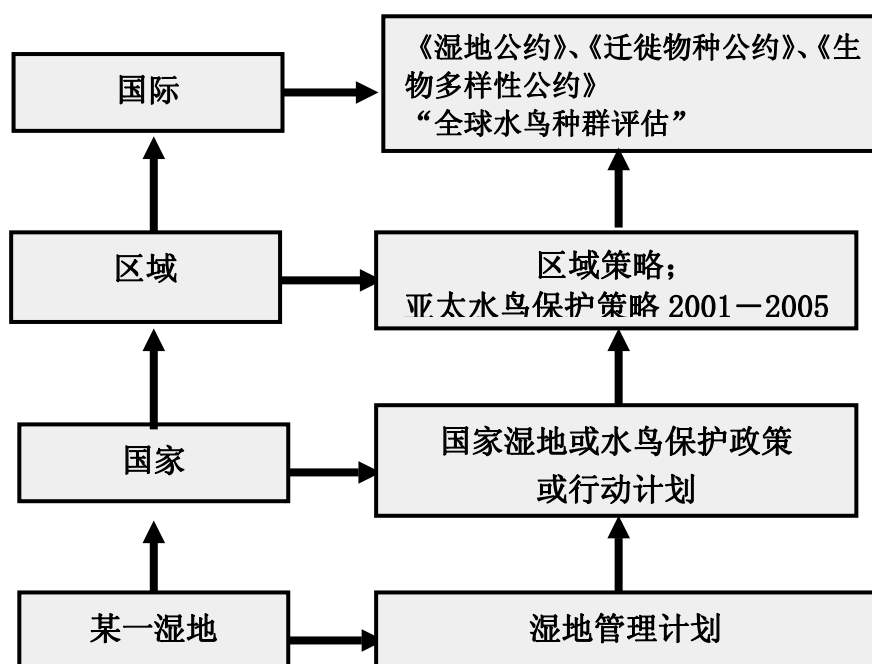 国际
《湿地公约》、《迁徙物种公约》、《生
物多样性公约》
“全球水鸟种群评估”
区域
区域策略；
亚太水鸟保护策略 2001－2005
国家
国家湿地或水鸟保护政策
或行动计划
某一湿地
湿地管理计划